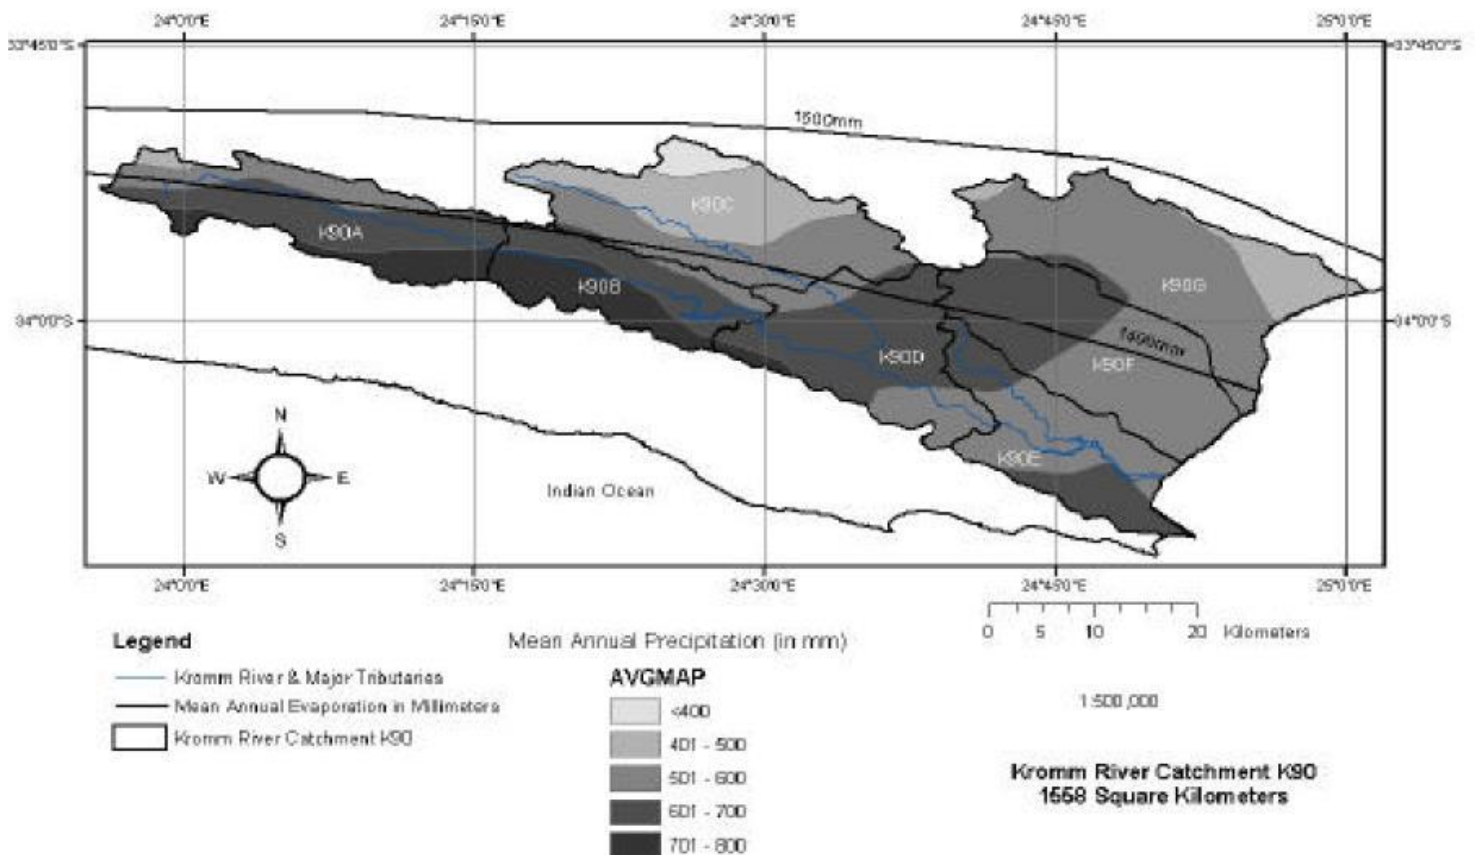 24°0'0"E 24°15'0"E 24°30'0"E 24°45'0"E 25°0'0"E
33°45'0"S 33°45'0"S
1500mm
K90C
K90A
K90B
K90G
34°0'0"S 34°0'0"S
1400mm
K90D
K90F
N
K90E
W E
Indian Ocean
S
24°0'0"E 24°15'0"E 24°30'0"E 24°45'0"E 25°0'0"E
0 5 10 20 Kilometers
Legend
Kromm River & Major Tributaries
Mean Annual Evaporation in Millimeters
Kromm River Catchment K90
Mean Annual Precipitation (in mm)
AVGMAP
<400
401 - 500
501 - 600
601 - 700
701 - 800
1:500,000
Kromm River Catchment K90
1558 Square Kilometers